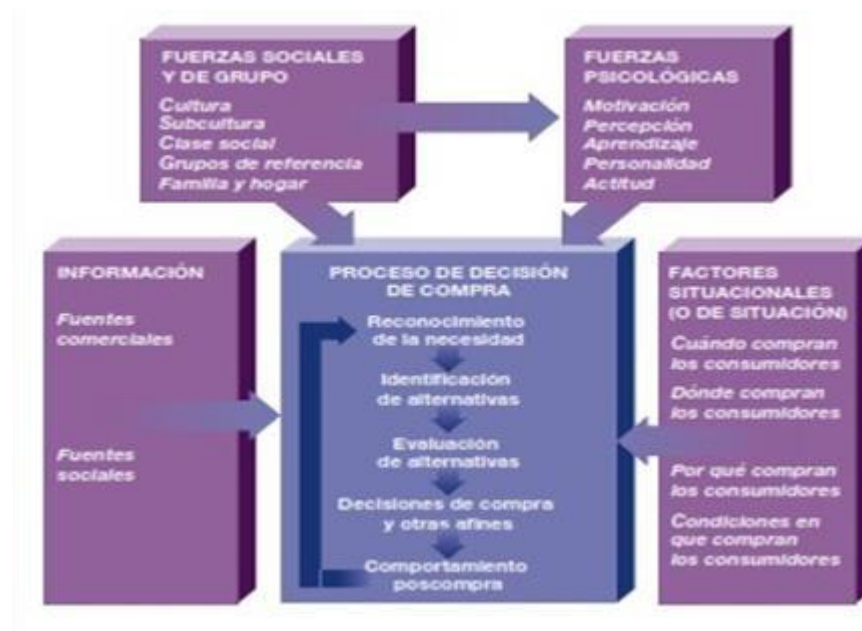 FUERZAS SOCIALES
Y DE GRUPO
Cultura
Subcultura
Clase social
Grupos de referencia
Familia y hogar
FUERZAS
PSICOLÓGICAS
Motivación
Percepción
Aprendizaje
Personalidad
Actitud
INFORMACIÓN
Fuentes
comerciales
Fuentes
sociales
PROCESO DE DECISIÓN
DE COMPRA
Reconocimiento
de la necesidad
Identificación
de alternativas
Evaluación
de alternativas
Decisiones de compra
y otras afines
Comportamiento
poscompra
FACTORES
SITUACIONALES
(O DE SITUACIÓN)
Cuándo compran
los consumidores
Dónde compran
los consumidores
Por qué compran
los consumidores
Condiciones en
que compran
los consumidores